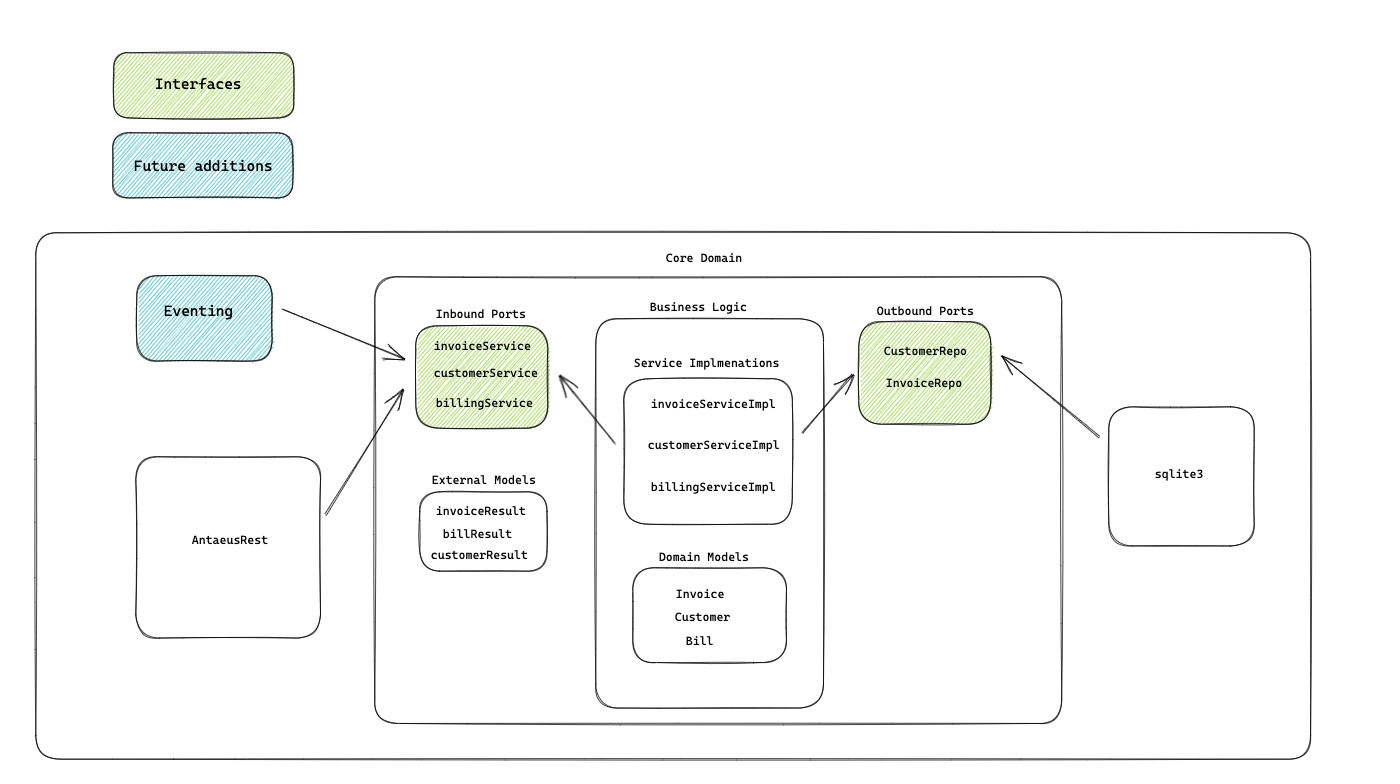 Interfaces
Future additions
Core Domain
Eventing
Inbound Ports
invoiceService
customerService
billingService
External Models
invoiceResult
billResult
customerResult
AntaeusRest
Business Logic
Service Implmenations
invoiceServiceImpl
customerServiceImpl
billingServiceImpl
Domain Models
Invoice
Customer
Bill
Outbound Ports
CustomerRepo
InvoiceRepo
sqlite3